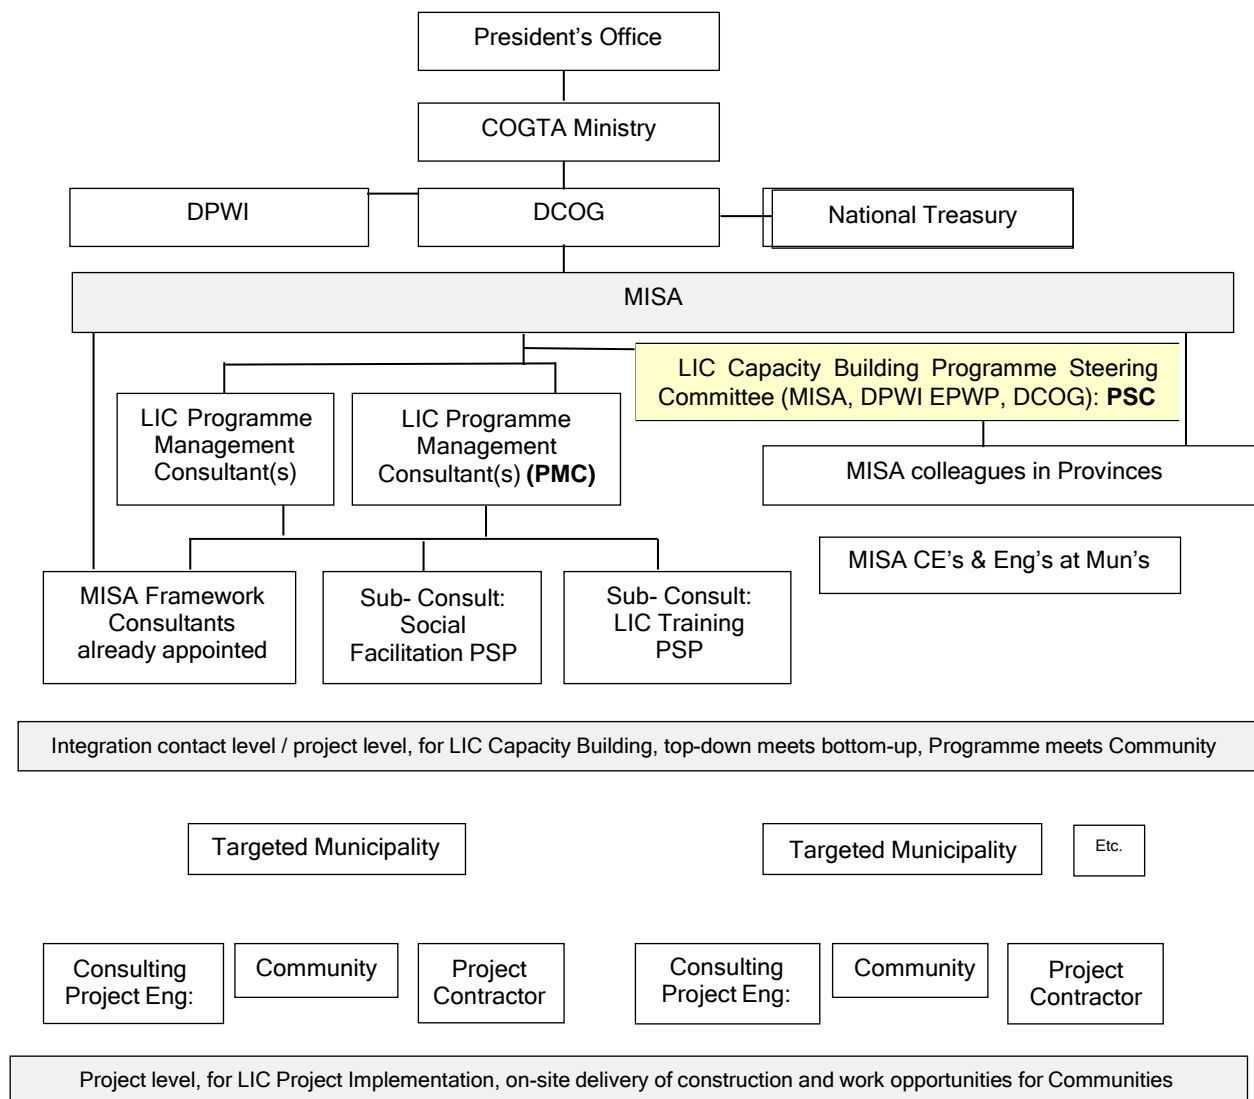 President’s Office
COGTA Ministry
DPWI
DCOG
National Treasury
MISA
LIC Capacity Building Programme Steering
Committee (MISA, DPWI EPWP, DCOG): PSC
LIC Programme
Management
Consultant(s)
LIC Programme
Management
Consultant(s) (PMC)
MISA colleagues in Provinces
MISA CE’s & Eng’s at Mun’s
MISA Framework
Consultants
already appointed
Sub- Consult:
Social
Facilitation PSP
Sub- Consult:
LIC Training
PSP
Integration contact level / project level, for LIC Capacity Building, top-down meets bottom-up, Programme meets Community
Targeted Municipality
Targeted Municipality
Etc.
Consulting
Project Eng:
Community
Project
Contractor
Consulting
Project Eng:
Community
Project
Contractor
Project level, for LIC Project Implementation, on-site delivery of construction and work opportunities for Communities